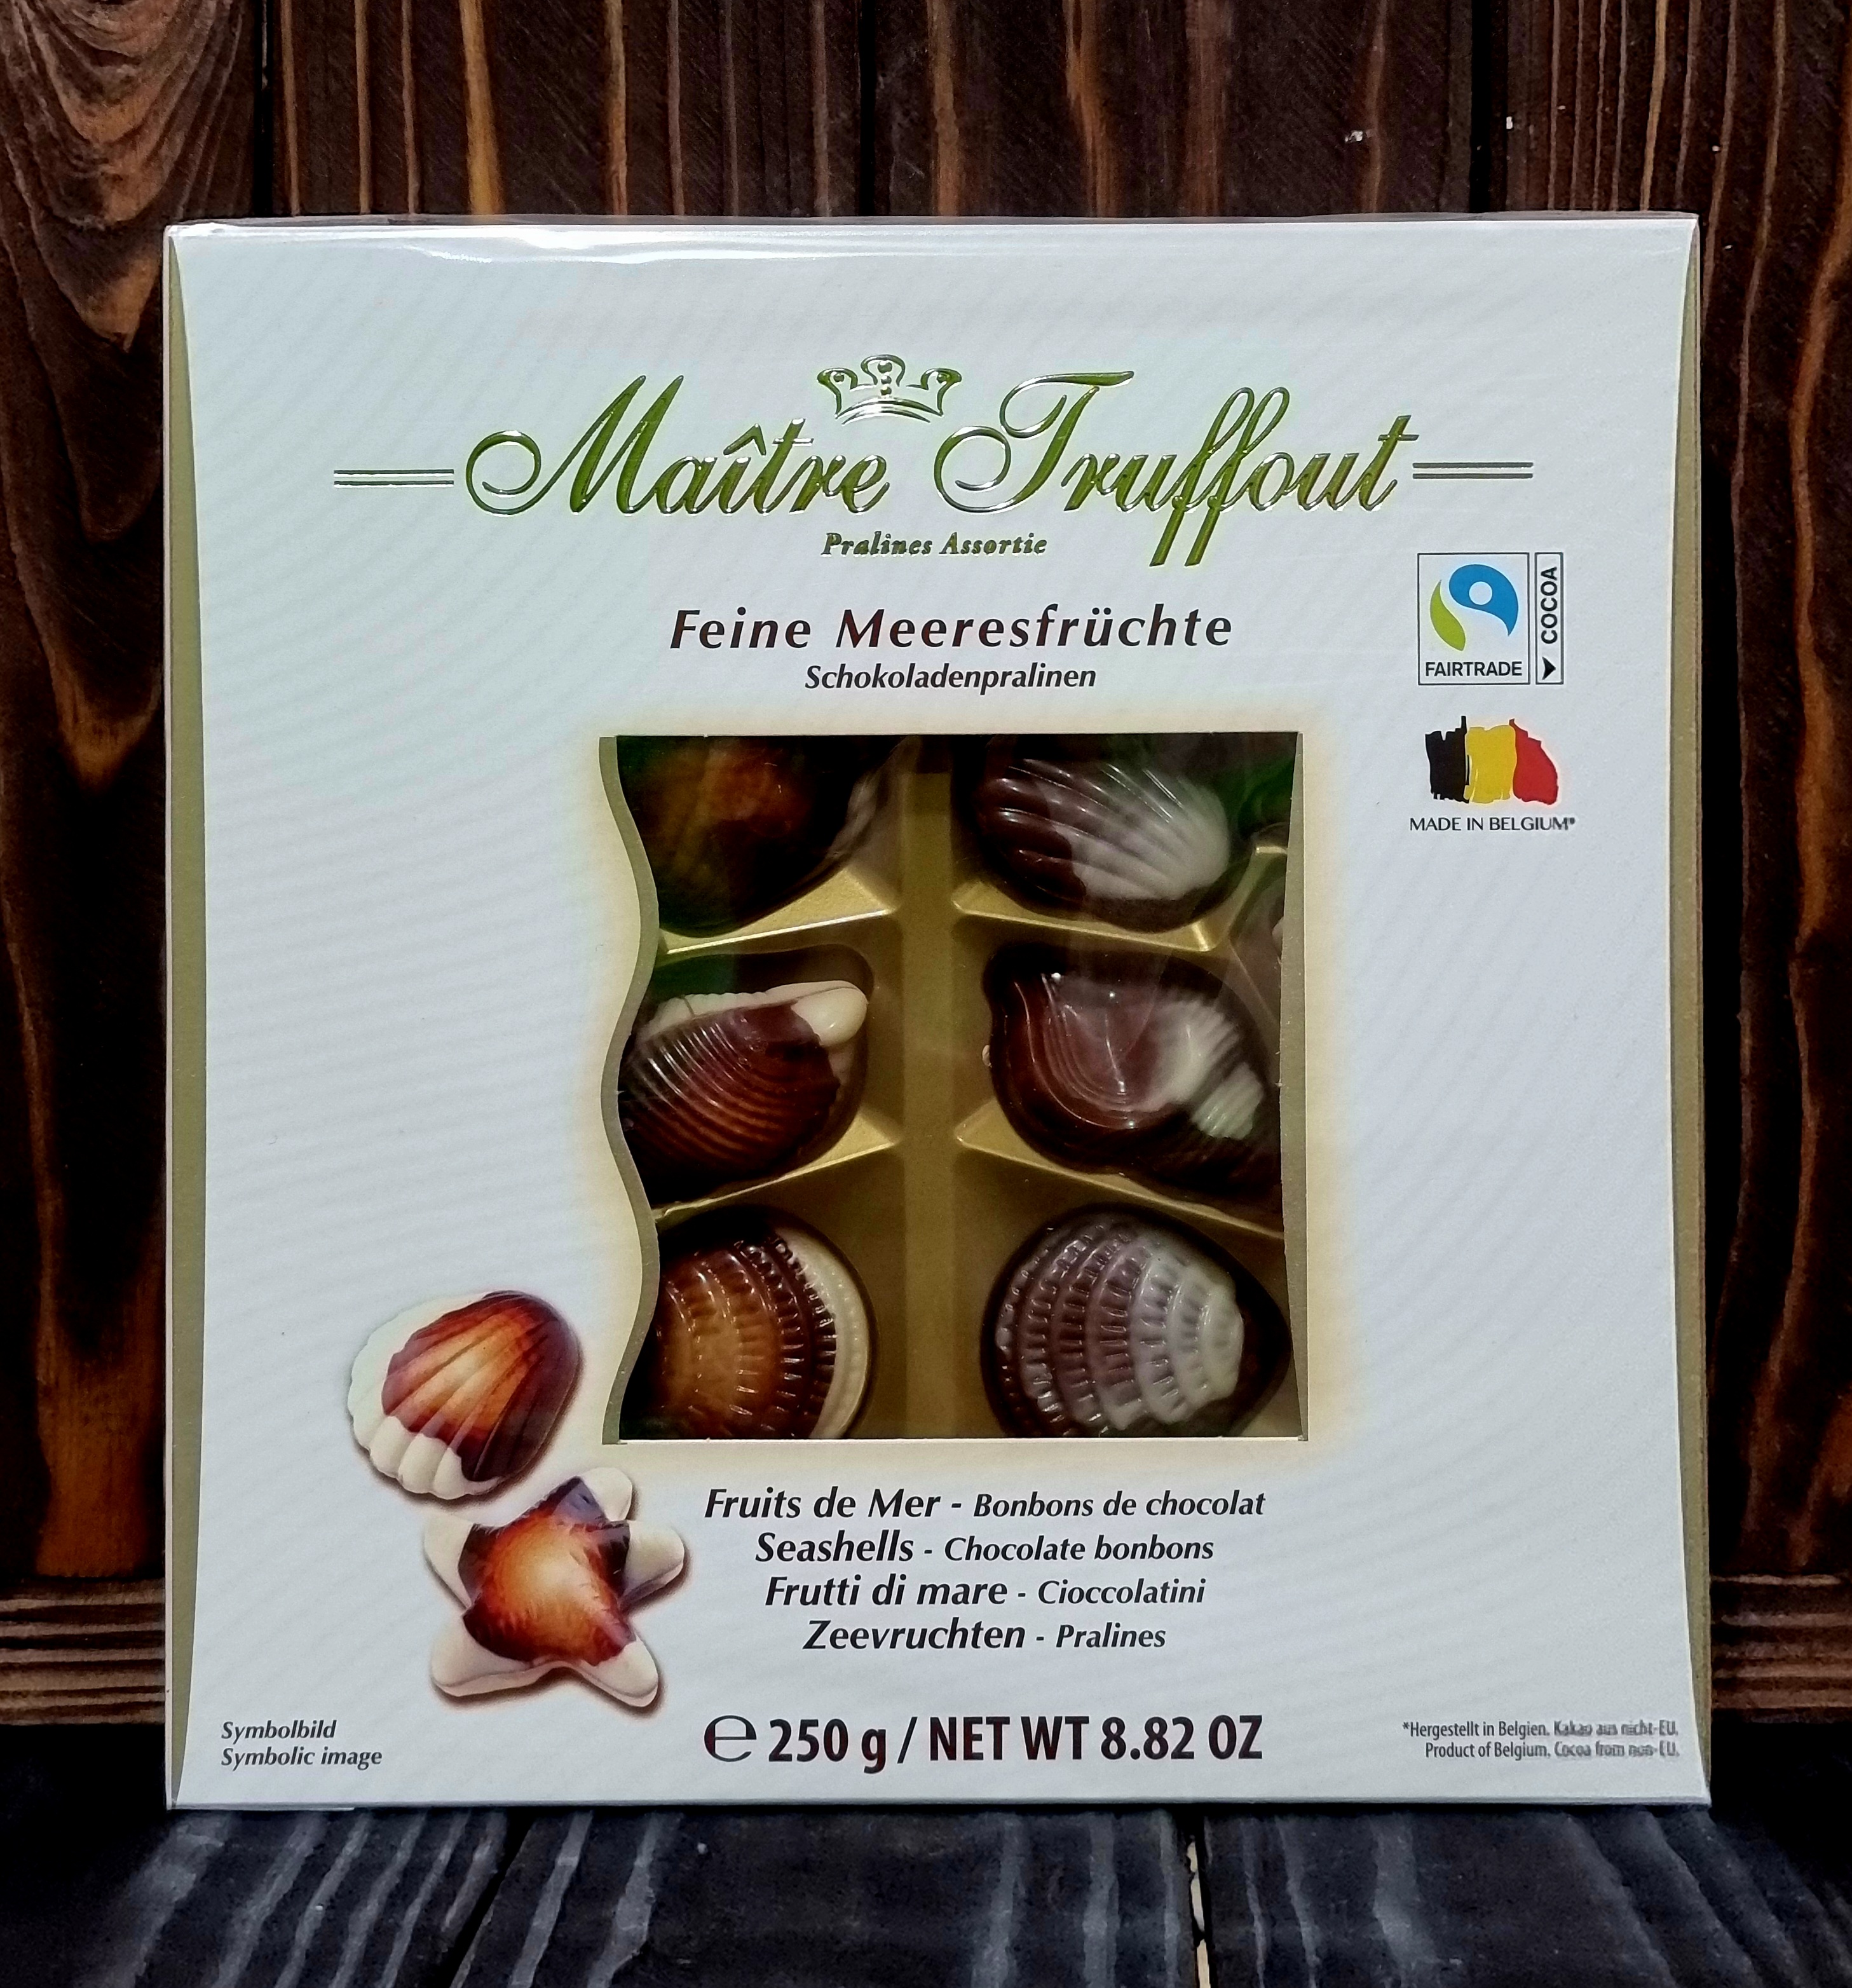 Maître Truffout
Pralines Assortie
Feine Meeresfrüchte
Schokoladenpralinen
FAIRTRADE
COCOA
MADE IN BELGIUM*
Fruits de Mer - Bonbons de chocolat
Seashells - Chocolate bonbons
Frutti di mare - Cioccolatini
Zeevruchten - Pralines
Symbolbild
Symbolic image
℮ 250 g / NET WT 8.82 OZ
*Hergestellt in Belgien. Kakao aus nicht-EU.
Product of Belgium. Cocoa from non-EU.